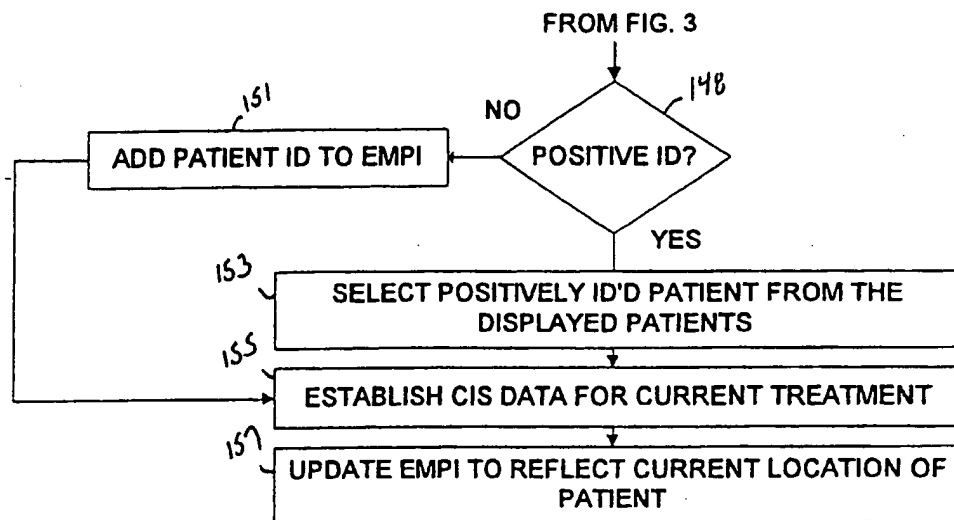 FROM FIG. 3
148
NO
POSITIVE ID?
151
ADD PATIENT ID TO EMPI
YES
153
SELECT POSITIVELY ID'D PATIENT FROM THE
DISPLAYED PATIENTS
155
ESTABLISH CIS DATA FOR CURRENT TREATMENT
157
UPDATE EMPI TO REFLECT CURRENT LOCATION OF
PATIENT